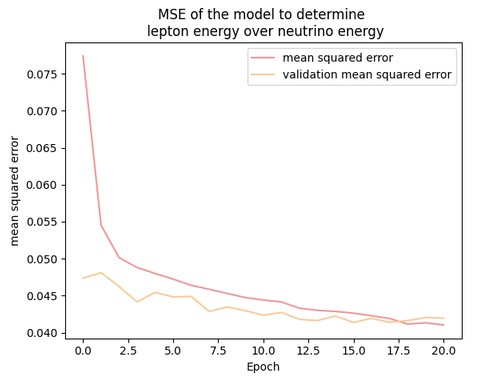 MSE of the model to determine
lepton energy over neutrino energy
mean squared error
validation mean squared error
mean squared error
0.075
0.070
0.065
0.060
0.055
0.050
0.045
0.040
0.0 2.5 5.0 7.5 10.0 12.5 15.0 17.5 20.0
Epoch